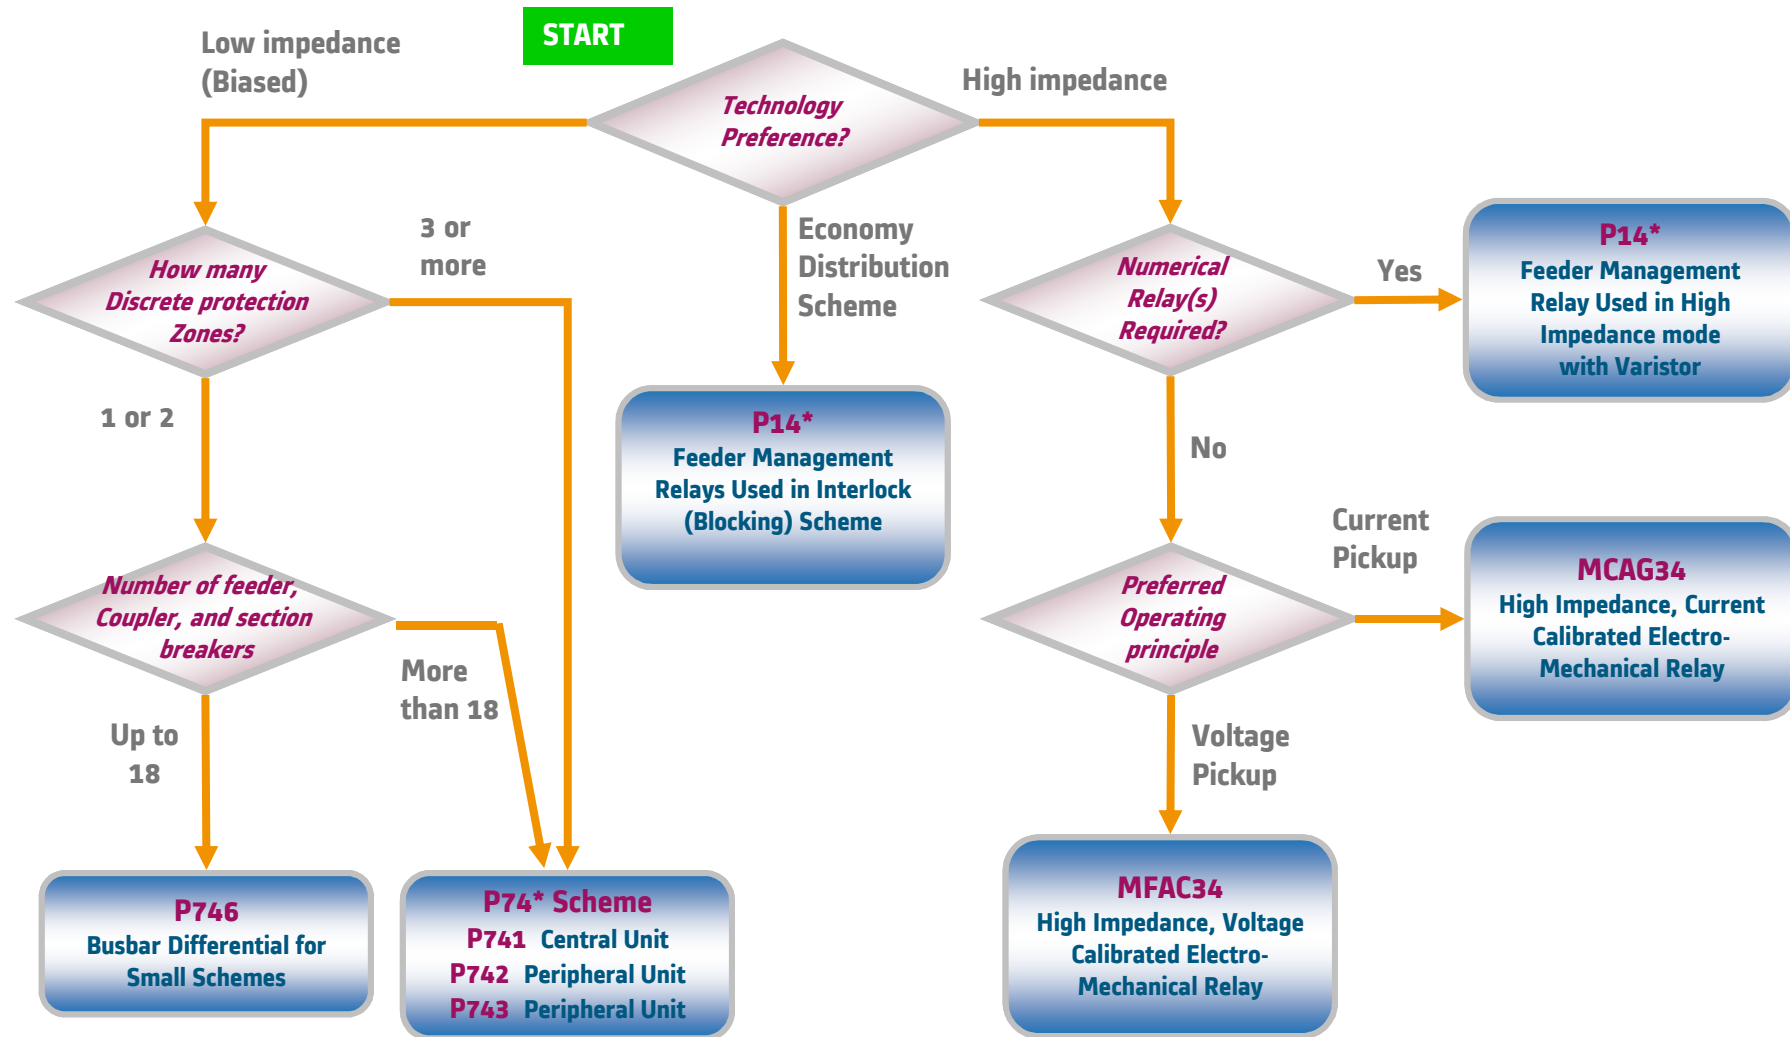 START
Low impedance
(Biased)
Technology
Preference?
High impedance
3 or
more
Economy
Distribution
Scheme
How many
Discrete protection
Zones?
Numerical
Relay(s)
Required?
Yes
P14*
Feeder Management
Relay Used in High
Impedance mode
with Varistor
1 or 2
P14*
Feeder Management
Relays Used in Interlock
(Blocking) Scheme
No
Number of feeder,
Coupler, and section
breakers
More
than 18
Preferred
Operating
principle
Current
Pickup
MCAG34
High Impedance, Current
Calibrated Electro-
Mechanical Relay
Up to
18
Voltage
Pickup
P746
Busbar Differential for
Small Schemes
P74* Scheme
P741 Central Unit
P742 Peripheral Unit
P743 Peripheral Unit
MFAC34
High Impedance, Voltage
Calibrated Electro-
Mechanical Relay